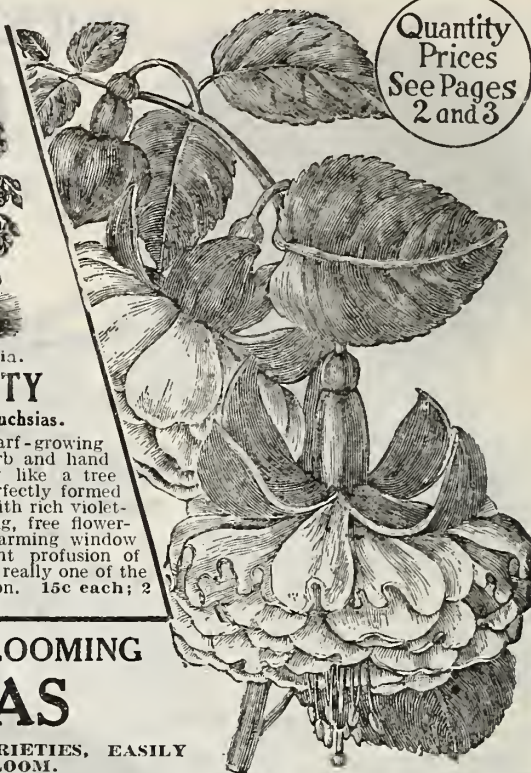 Quantity
Prices
See Pages
2 and 3
ia.
TY
uchsias.
arf-growing
rb and hand
like a tree
rfectly formed
ith rich violet-
g, free flower-
arming window
nt profusion of
really one of the
on. 15c each; 2
LOOMING
AS
RIETIES, EASILY
LOOM.